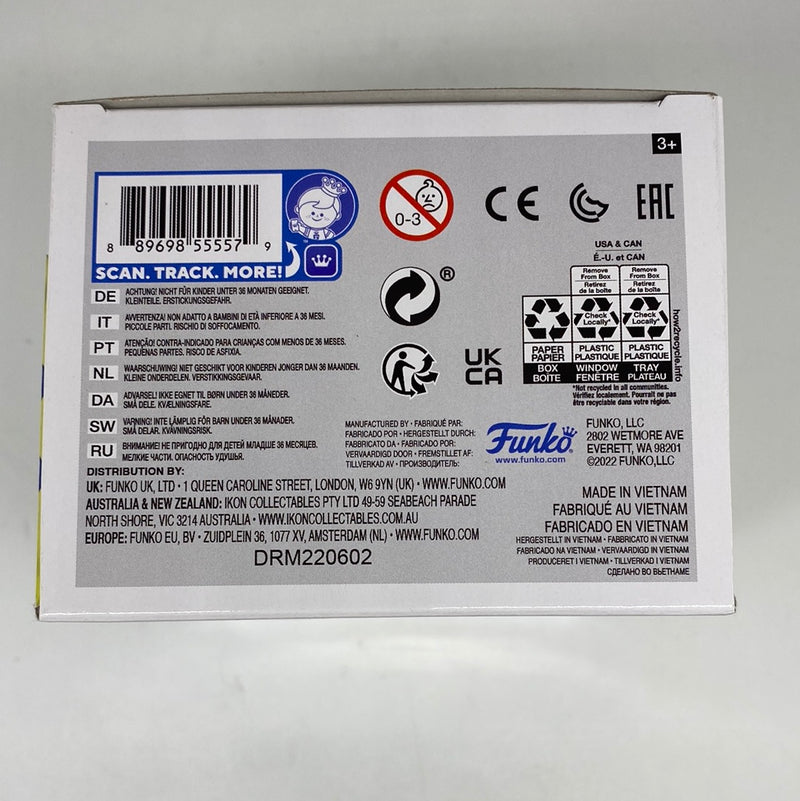 3+
8 89698 55557 9
SCAN. TRACK. MORE!
0-3
CE
EAC
®
UK
CA
USA & CAN
É.-U. et CAN
Remove From Box
Retirez de la boîte
Remove From Box
Retirez de la boîte
Check Locally*
Check Locally*
PAPER PAPIER
PLASTIC PLASTIQUE
PLASTIC PLASTIQUE
BOX BOÎTE
WINDOW FENÊTRE
TRAY PLATEAU
*Not recycled in all communities.
Vérifiez localement. Pourrait ne pas
être recyclable dans votre région.
how2recycle.info
DE ACHTUNG! NICHT FÜR KINDER UNTER 36 MONATEN GEEIGNET.
KLEINTEILE. ERSTICKUNGSGEFAHR.
IT AVVERTENZA! NON ADATTO A BAMBINI DI ETÀ INFERIORE A 36 MESI.
PICCOLE PARTI. RISCHIO DI SOFFOCAMENTO.
PT ATENÇÃO! CONTRA-INDICADO PARA CRIANÇAS COM MENOS DE 36 MESES.
PEQUENAS PARTES. RISCO DE ASFIXIA.
NL WAARSCHUWING! NIET GESCHIKT VOOR KINDEREN JONGER DAN 36 MAANDEN.
KLEINE ONDERDELEN. VERSTIKKINGSGEVAAR.
DA ADVARSEL! IKKE EGNET TIL BØRN UNDER 36 MÅNEDER.
SMÅ DELE. KVÆLNINGSFARE.
SW VARNING! INTE LÄMPLIG FÖR BARN UNDER 36 MÅNADER.
SMÅ DELAR. KVÄVNINGSRISK.
RU ВНИМАНИЕ! НЕ ПРИГОДНО ДЛЯ ДЕТЕЙ МЛАДШЕ 36 МЕСЯЦЕВ.
МЕЛКИЕ ЧАСТИ. ОПАСНОСТЬ УДУШЬЯ.
MANUFACTURED BY • FABRIQUÉ PAR:
FABRICADO POR • HERGESTELLT DURCH:
FABBRICATO DA • FABRICADO POR:
VERVAARDIGD DOOR • FREMSTILLET AF:
TILLVERKAD AV • ПРОИЗВОДИТЕЛЬ:
Funko®
www.funko.com
FUNKO, LLC
2802 WETMORE AVE
EVERETT, WA 98201
©2022 FUNKO,LLC
DISTRIBUTION BY:
UK: FUNKO UK, LTD • 1 QUEEN CAROLINE STREET, LONDON, W6 9YN (UK) • WWW.FUNKO.COM
AUSTRALIA & NEW ZEALAND: IKON COLLECTABLES PTY LTD 49-59 SEABEACH PARADE
NORTH SHORE, VIC 3214 AUSTRALIA • WWW.IKONCOLLECTABLES.COM.AU
EUROPE: FUNKO EU, BV • ZUIDPLEIN 36, 1077 XV, AMSTERDAM (NL) • WWW.FUNKO.COM
DRM220602
MADE IN VIETNAM
FABRIQUÉ AU VIETNAM
FABRICADO EN VIETNAM
HERGESTELLT IN VIETNAM • FABBRICATO IN VIETNAM
FABRICADO NA VIETNAM • VERVAARDIGD IN VIETNAM
PRODUCERET I VIETNAM • TILLVERKAD I VIETNAM
СДЕЛАНО ВО ВЬЕТНАМЕ